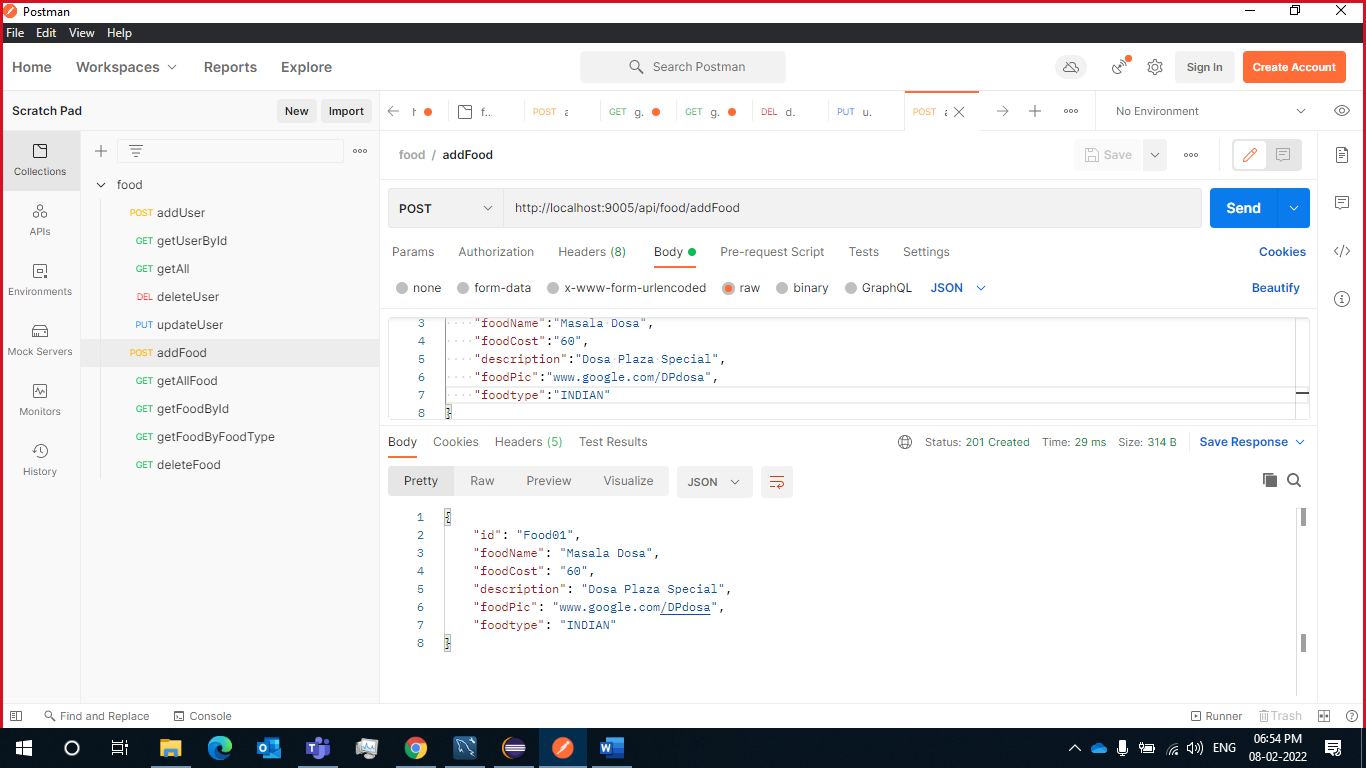 Postman
File Edit View Help
Home Workspaces Reports Explore Search Postman Sign In Create Account
Scratch Pad New Import
f... POST GET g. GET g. DEL d. PUT u. POST No Environment
Collections
APIs
Environments
Mock Servers
Monitors
History
food
POST addUser
GET getUserById
GET getAll
DEL deleteUser
PUT updateUser
POST addFood
GET getAllFood
GET getFoodById
GET getFoodByFoodType
GET deleteFood
food / addFood Save
POST http://localhost:9005/api/food/addFood Send
Params Authorization Headers (8) Body Pre-request Script Tests Settings Cookies
none form-data x-www-form-urlencoded raw binary GraphQL JSON Beautify
3 "foodName":"Masala Dosa",
4 "foodCost":"60",
5 "description":"Dosa Plaza Special",
6 "foodPic":"www.google.com/DPdosa",
7 "foodtype":"INDIAN"
8 }
Body Cookies Headers (5) Test Results Status: 201 Created Time: 29 ms Size: 314 B Save Response
Pretty Raw Preview Visualize JSON
1 {
2 "id": "Food01",
3 "foodName": "Masala Dosa",
4 "foodCost": "60",
5 "description": "Dosa Plaza Special",
6 "foodPic": "www.google.com/DPdosa",
7 "foodtype": "INDIAN"
8 }
Find and Replace Console Runner Trash
ENG 06:54 PM
08-02-2022